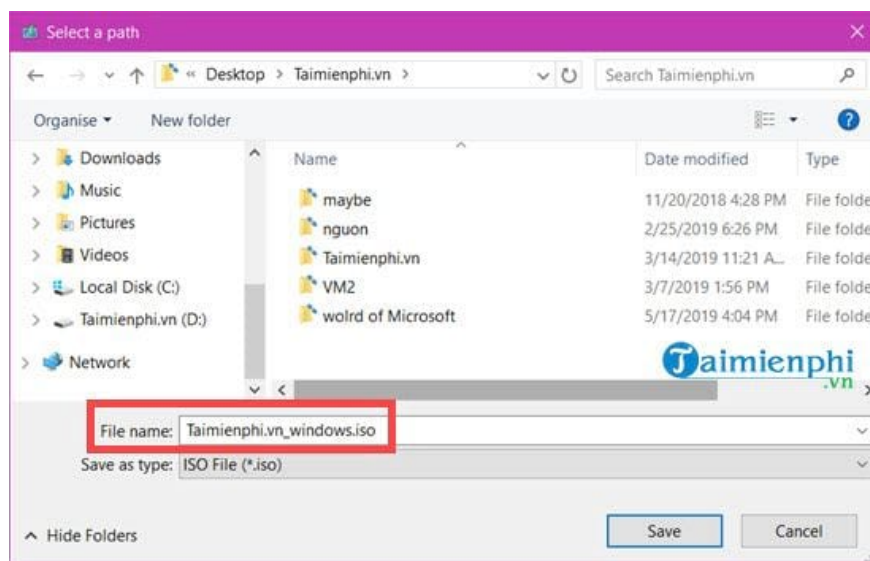 Select a path
« Desktop > Taimienphi.vn >
Search Taimienphi.vn
Organise
New folder
Name
Date modified
Type
Downloads
Music
Pictures
Videos
Local Disk (C:)
Taimienphi.vn (D:)
Network
maybe 11/20/2018 4:28 PM File folde
nguon 2/25/2019 6:26 PM File folde
Taimienphi.vn 3/14/2019 11:21 A... File folde
VM2 3/7/2019 1:56 PM File folde
wolrd of Microsoft 5/17/2019 4:04 PM File folde
Taimienphi
.vn
File name: Taimienphi.vn_windows.iso
Save as type: ISO File (*.iso)
Hide Folders
Save
Cancel